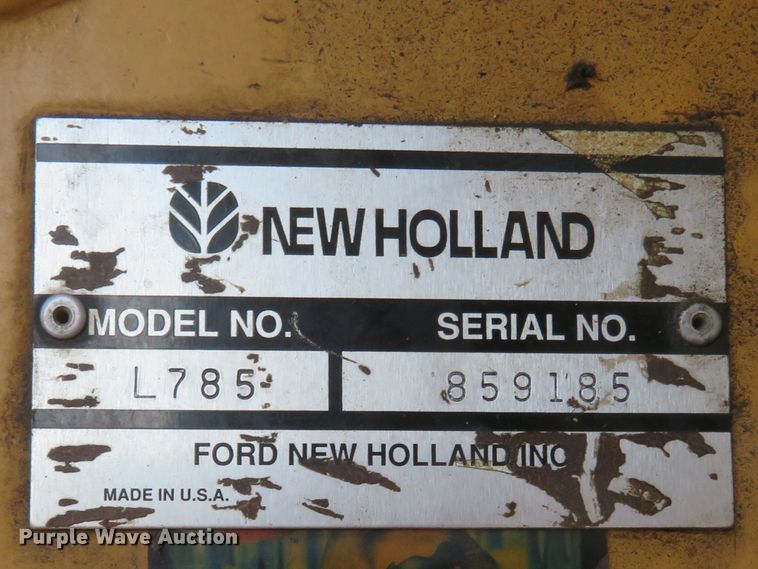 NEW HOLLAND
MODEL NO. SERIAL NO.
L785 859185
FORD NEW HOLLAND INC
MADE IN U.S.A.
Purple Wave Auction